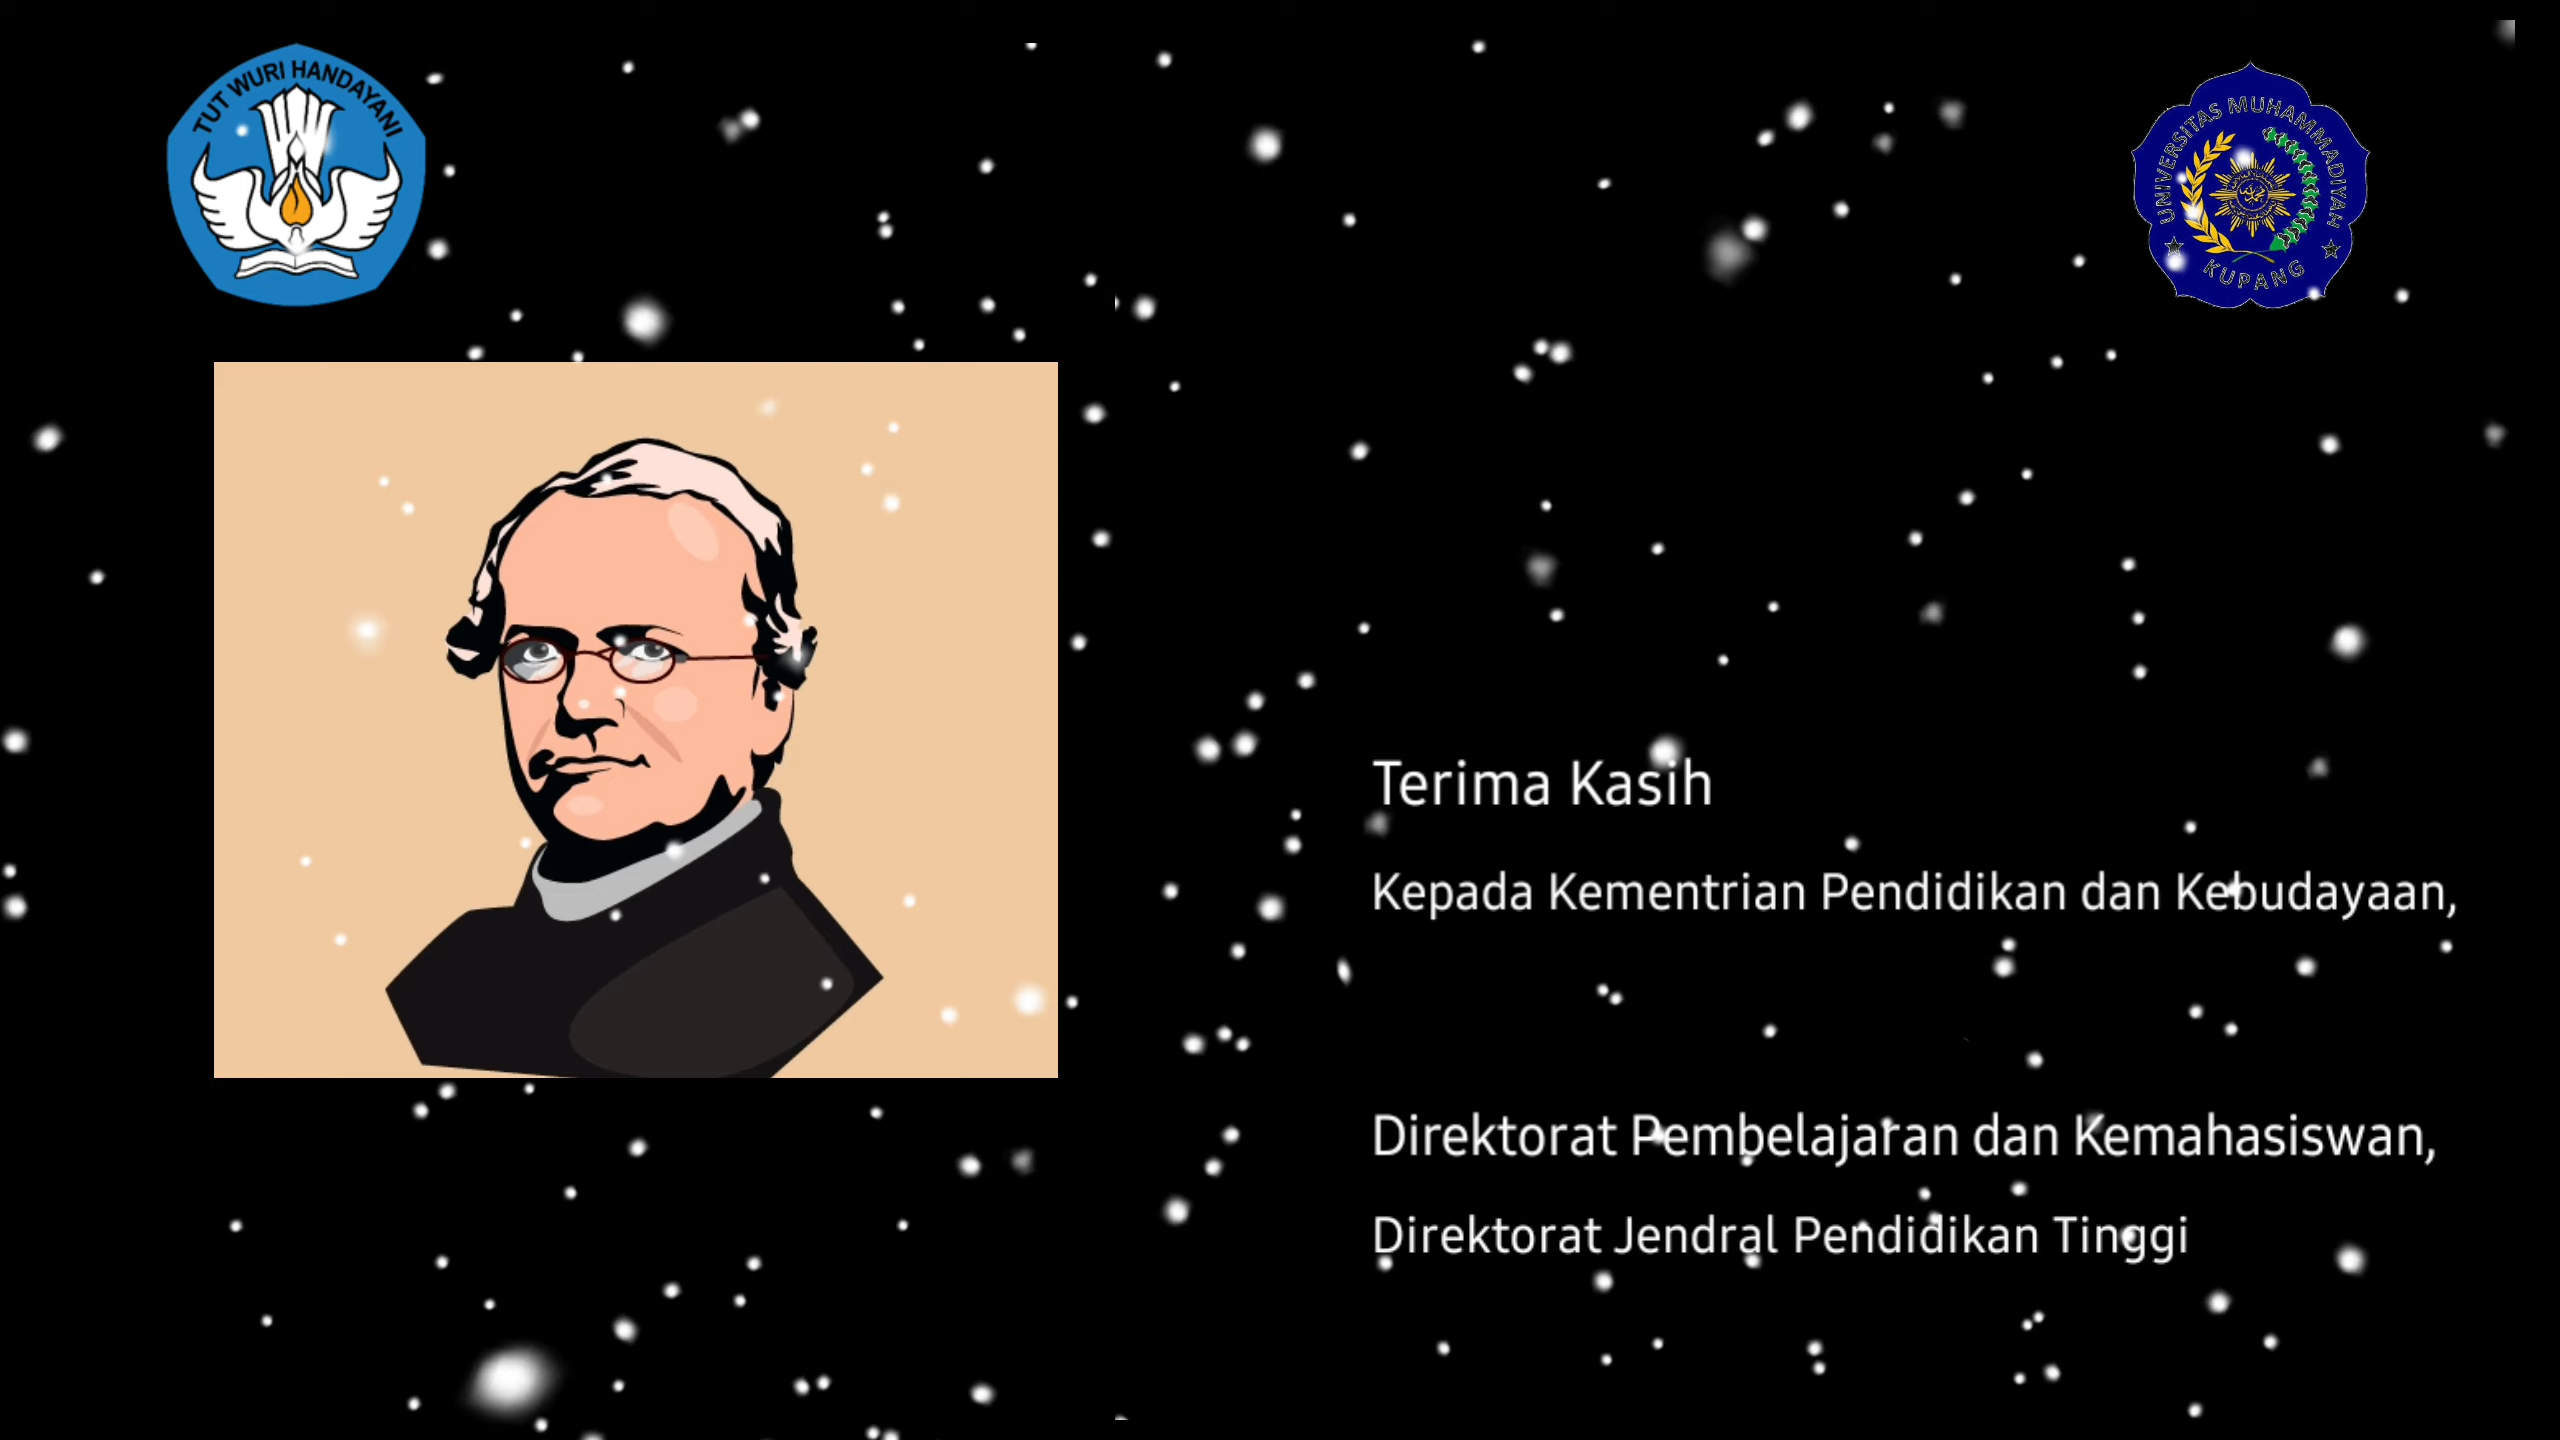 TUT WURI HANDAYANI
UNIVERSITAS MUHAMMADIYAH
KUPANG
Terima Kasih
Kepada Kementrian Pendidikan dan Kebudayaan,
Direktorat Pembelajaran dan Kemahasiswan,
Direktorat Jendral Pendidikan Tinggi